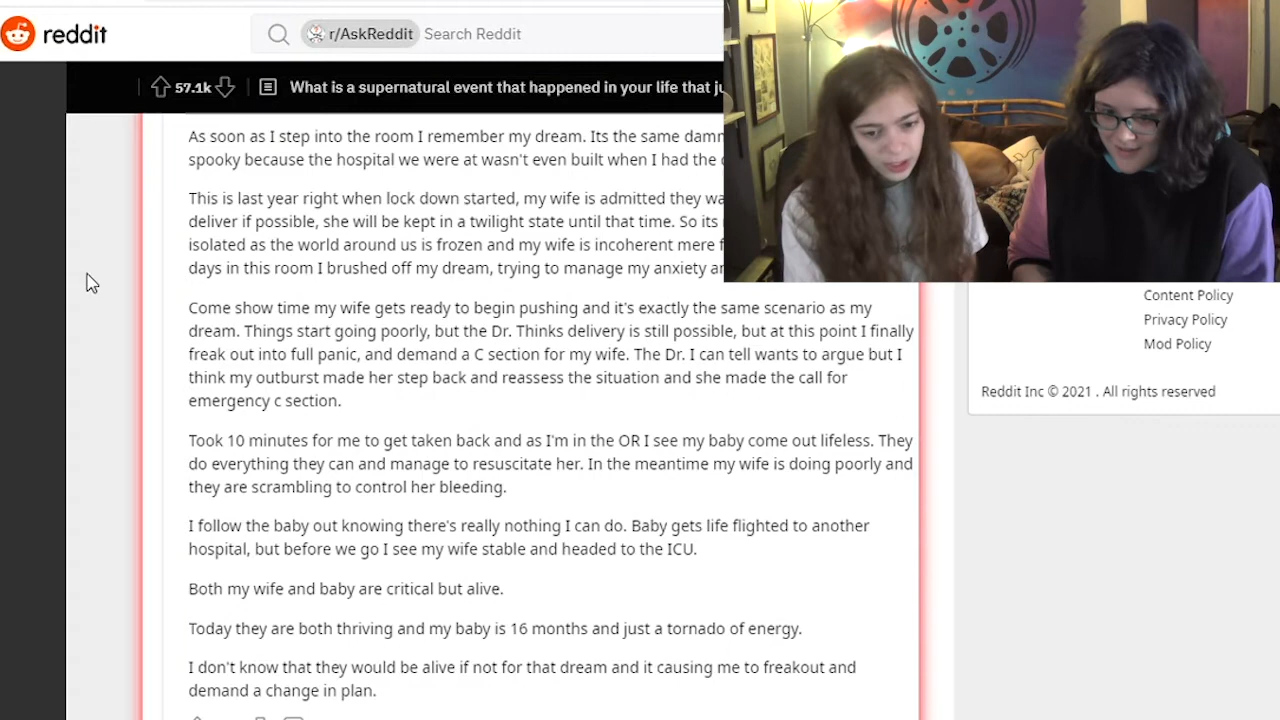 reddit
r/AskReddit Search Reddit
57.1k What is a supernatural event that happened in your life that
As soon as I step into the room I remember my dream. Its the same
spooky because the hospital we were at wasn't even built when I had the
This is last year right when lock down started, my wife is admitted they
deliver if possible, she will be kept in a twilight state until that time. So its
isolated as the world around us is frozen and my wife is incoherent mere
days in this room I brushed off my dream, trying to manage my anxiety
Come show time my wife gets ready to begin pushing and it's exactly the same scenario as my
dream. Things start going poorly, but the Dr. Thinks delivery is still possible, but at this point I finally
freak out into full panic, and demand a C section for my wife. The Dr. I can tell wants to argue but I
think my outburst made her step back and reassess the situation and she made the call for
emergency c section.
Took 10 minutes for me to get taken back and as I'm in the OR I see my baby come out lifeless. They
do everything they can and manage to resuscitate her. In the meantime my wife is doing poorly and
they are scrambling to control her bleeding.
I follow the baby out knowing there's really nothing I can do. Baby gets life flighted to another
hospital, but before we go I see my wife stable and headed to the ICU.
Both my wife and baby are critical but alive.
Today they are both thriving and my baby is 16 months and just a tornado of energy.
I don't know that they would be alive if not for that dream and it causing me to freakout and
demand a change in plan.
Content Policy
Privacy Policy
Mod Policy
Reddit Inc © 2021 . All rights reserved